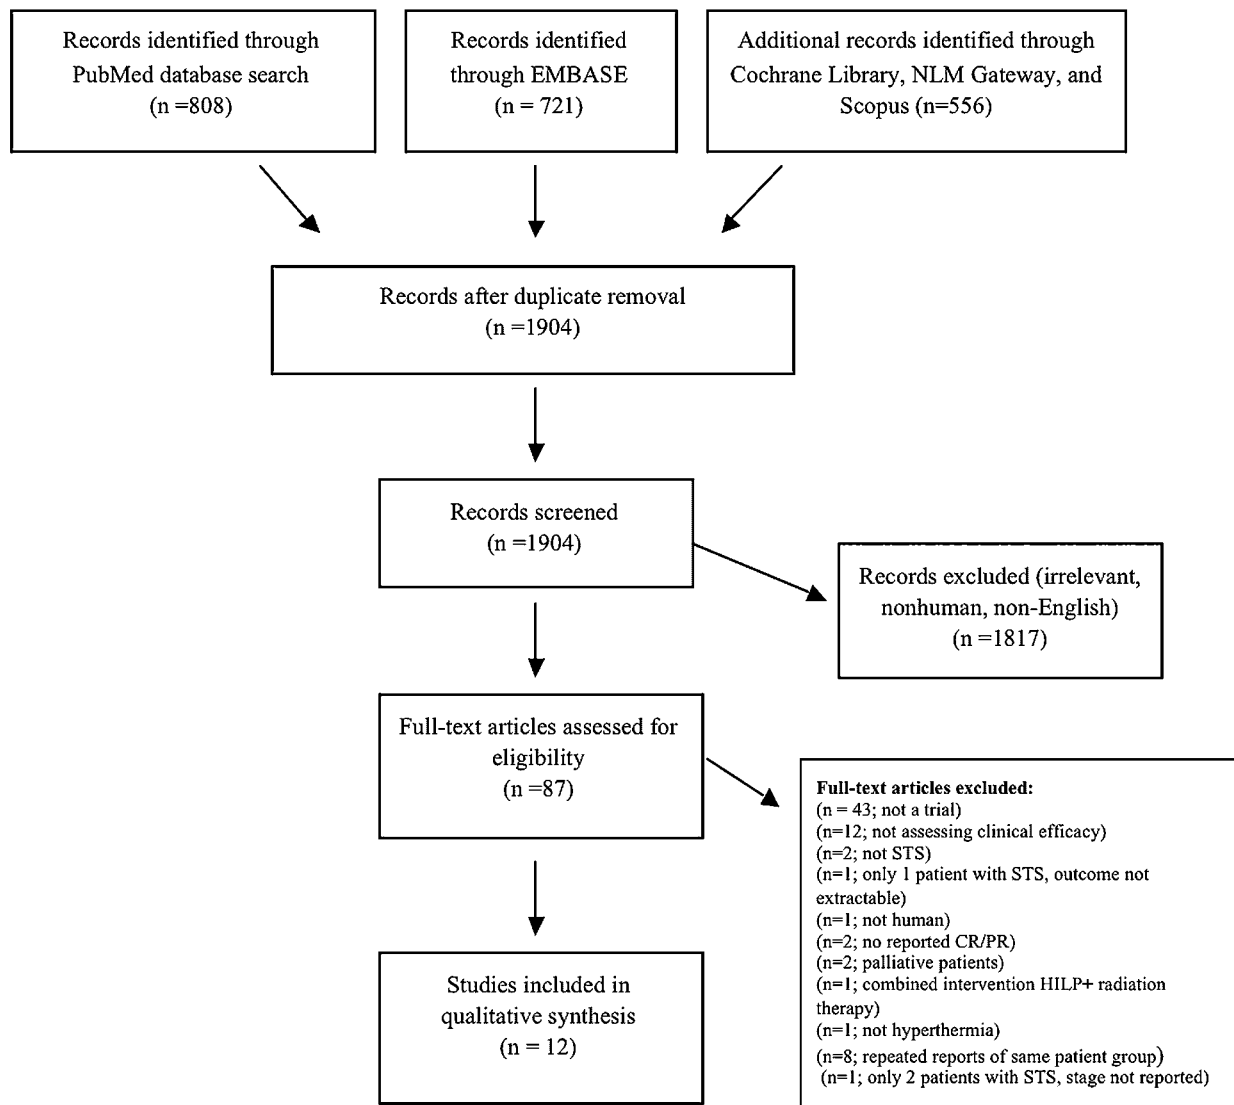 Records identified through
PubMed database search
(n =808)
Records identified
through EMBASE
(n = 721)
Additional records identified through
Cochrane Library, NLM Gateway, and
Scopus (n=556)
Records after duplicate removal
(n =1904)
Records screened
(n =1904)
Records excluded (irrelevant,
nonhuman, non-English)
(n =1817)
Full-text articles assessed for
eligibility
(n =87)
Full-text articles excluded:
(n = 43; not a trial)
(n=12; not assessing clinical efficacy)
(n=2; not STS)
(n=1; only 1 patient with STS, outcome not
extractable)
(n=1; not human)
(n=2; no reported CR/PR)
(n=2; palliative patients)
(n=1; combined intervention HILP+ radiation
therapy)
(n=1; not hyperthermia)
(n=8; repeated reports of same patient group)
(n=1; only 2 patients with STS, stage not reported)
Studies included in
qualitative synthesis
(n = 12)